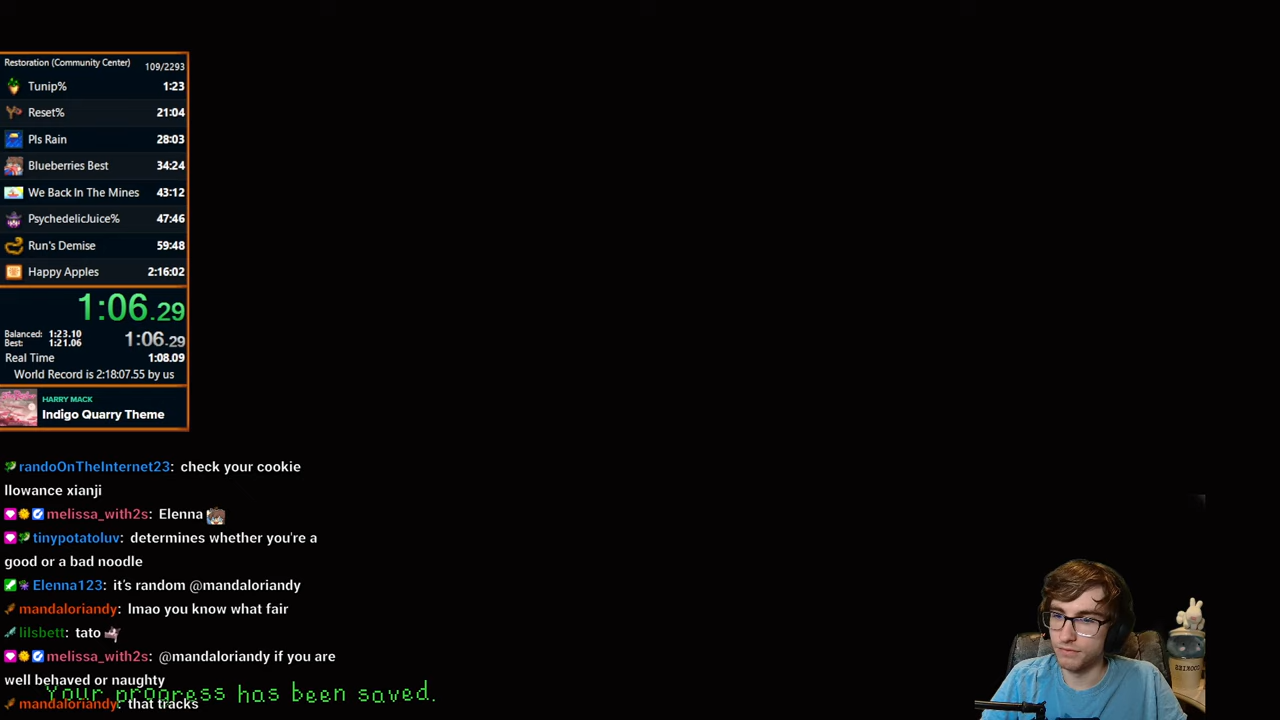 Restoration (Community Center) 109/2293
Tunip% 1:23
Reset% 21:04
Pls Rain 28:03
Blueberries Best 34:24
We Back In The Mines 43:12
PsychedelicJuice% 47:46
Run's Demise 59:48
Happy Apples 2:16:02
1:06.29
Balanced: 1:23.10
Best: 1:21.06
1:06.29
Real Time 1:08.09
World Record is 2:18:07.55 by us
HARRY MACK
Indigo Quarry Theme
randoOnTheInternet23: check your cookie
llowance xianji
melissa_with2s: Elenna
tinypotatoluv: determines whether you're a
good or a bad noodle
Elenna123: it's random @mandaloriandy
mandaloriandy: lmao you know what fair
lilsbett: tato
melissa_with2s: @mandaloriandy if you are
well behaved or naughty
Your progress has been saved.
mandaloriandy: that tracks